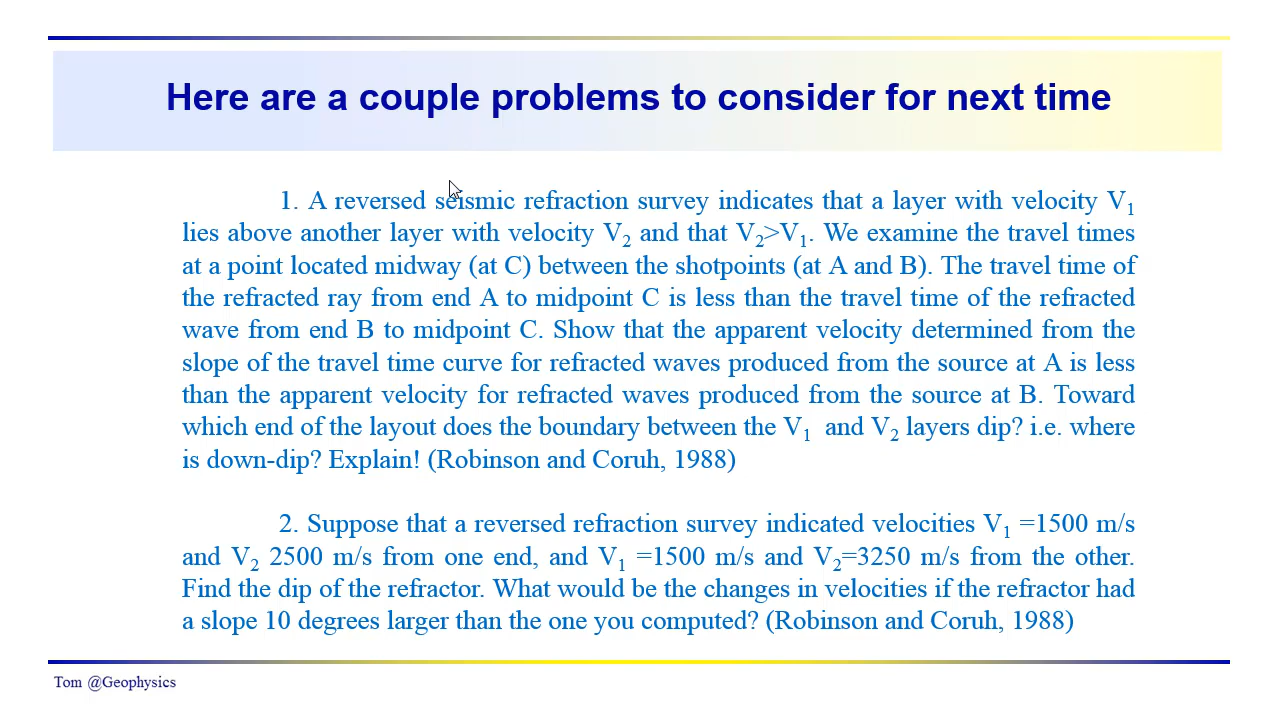 Here are a couple problems to consider for next time
1. A reversed seismic refraction survey indicates that a layer with velocity V₁
lies above another layer with velocity V₂ and that V₂>V₁. We examine the travel times
at a point located midway (at C) between the shotpoints (at A and B). The travel time of
the refracted ray from end A to midpoint C is less than the travel time of the refracted
wave from end B to midpoint C. Show that the apparent velocity determined from the
slope of the travel time curve for refracted waves produced from the source at A is less
than the apparent velocity for refracted waves produced from the source at B. Toward
which end of the layout does the boundary between the V₁ and V₂ layers dip? i.e. where
is down-dip? Explain! (Robinson and Coruh, 1988)
2. Suppose that a reversed refraction survey indicated velocities V₁ =1500 m/s
and V₂ 2500 m/s from one end, and V₁ =1500 m/s and V₂=3250 m/s from the other.
Find the dip of the refractor. What would be the changes in velocities if the refractor had
a slope 10 degrees larger than the one you computed? (Robinson and Coruh, 1988)
Tom @Geophysics